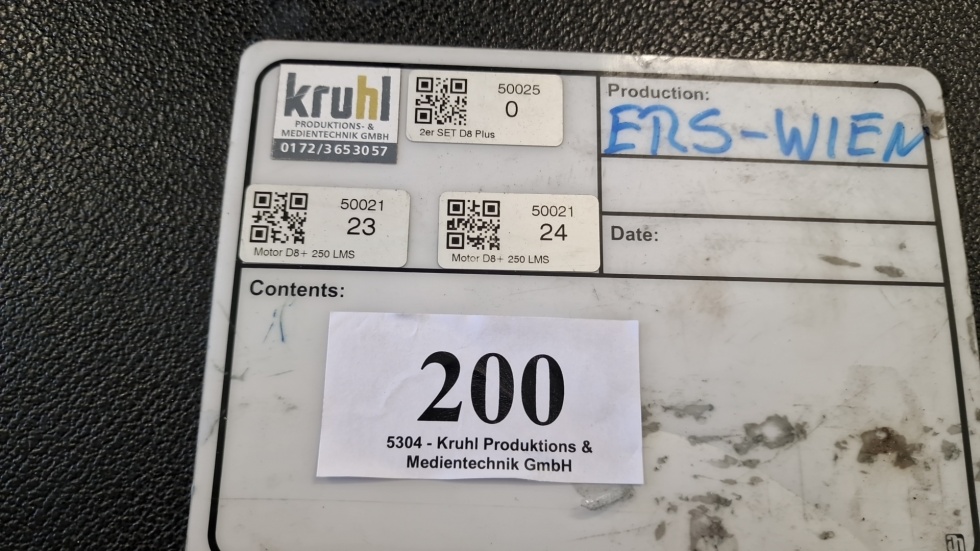 kruhl
PRODUKTIONS- &
MEDIENTECHNIK GMBH
0172/3653057
50025
0
2er SET D8 Plus
Production:
ERS-WIEN
50021
23
Motor D8+ 250 LMS
50021
24
Motor D8+ 250 LMS
Date:
Contents:
200
5304 - Kruhl Produktions &
Medientechnik GmbH